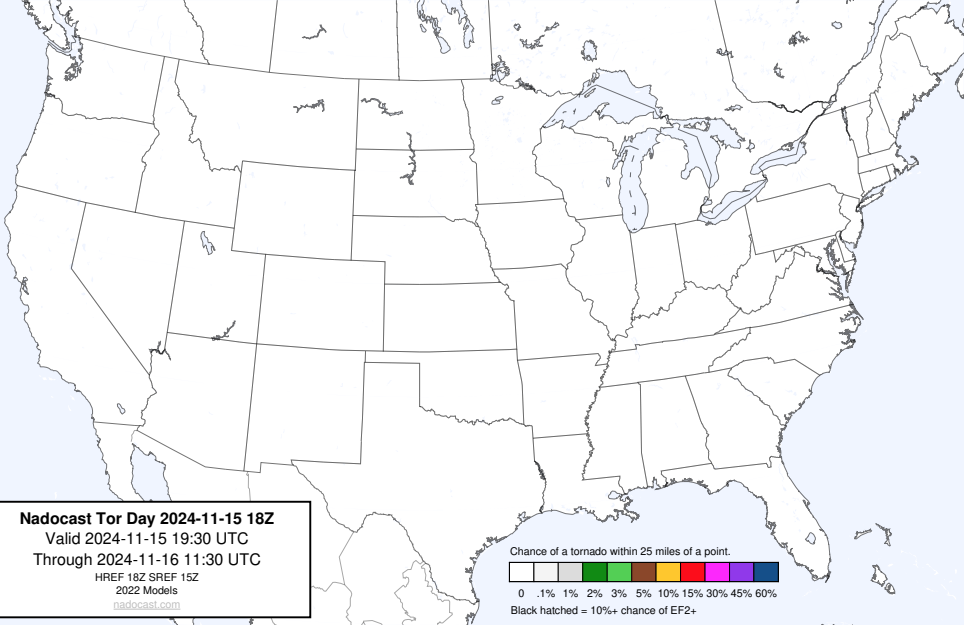 Nadocast Tor Day 2024-11-15 18Z
Valid 2024-11-15 19:30 UTC
Through 2024-11-16 11:30 UTC
HREF 18Z SREF 15Z
2022 Models
nadocast.com
Chance of a tornado within 25 miles of a point.
0 .1% 1% 2% 3% 5% 10% 15% 30% 45% 60%
Black hatched = 10%+ chance of EF2+